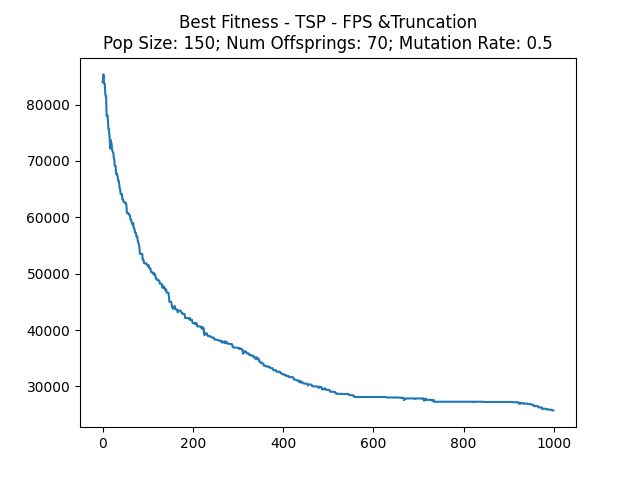 Best Fitness - TSP - FPS &Truncation
Pop Size: 150; Num Offsprings: 70; Mutation Rate: 0.5
80000
70000
60000
50000
40000
30000
0 200 400 600 800 1000